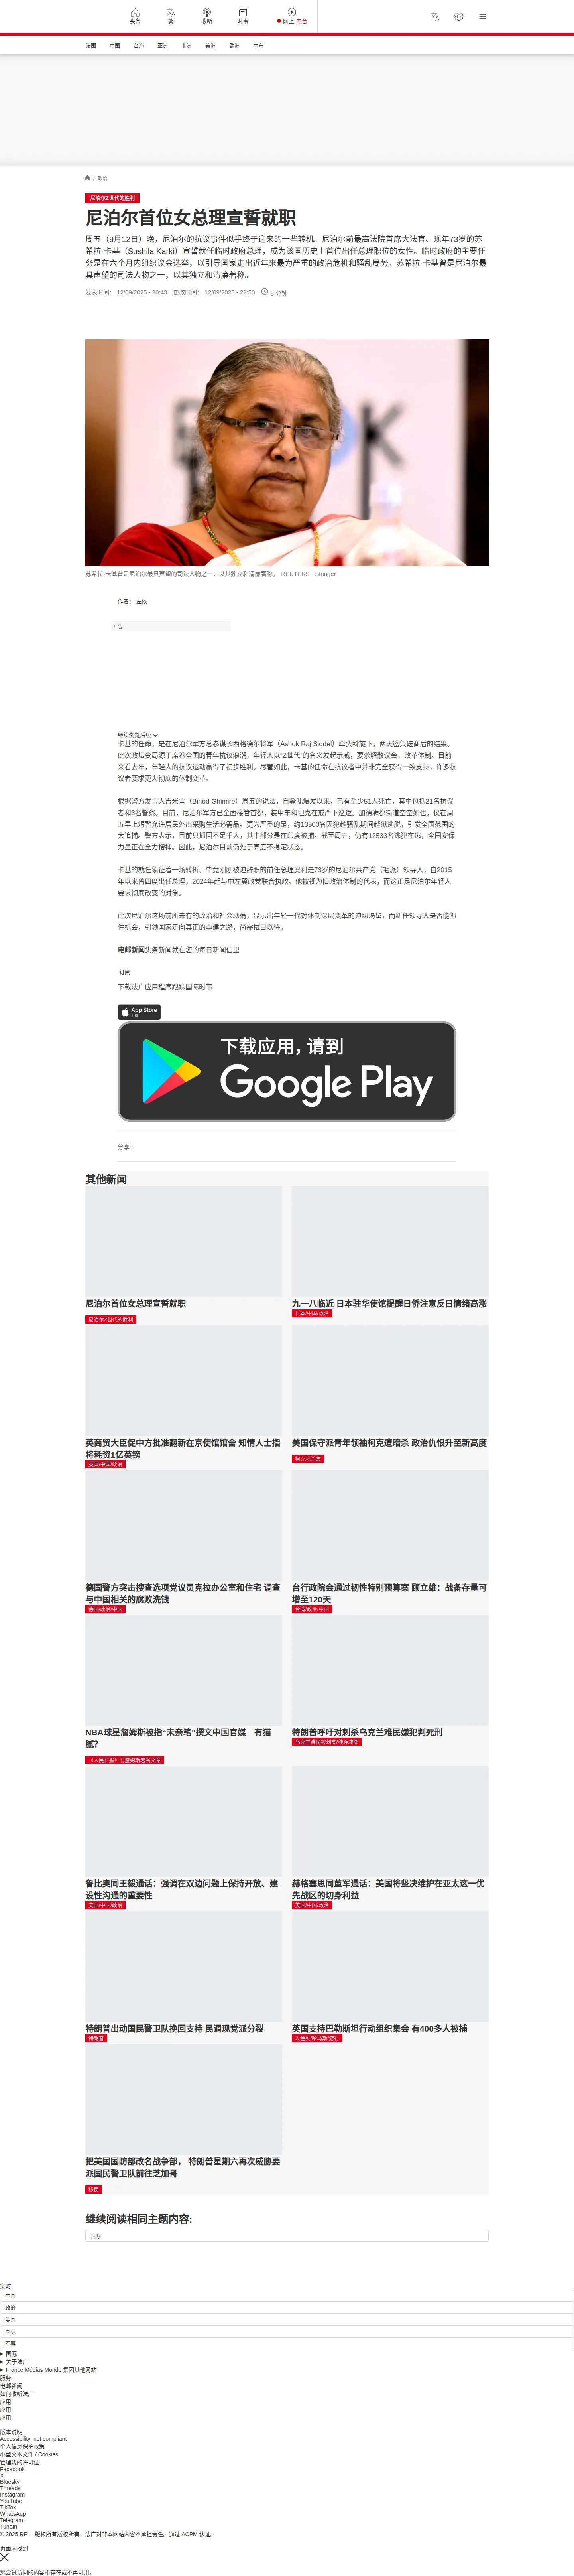 头条
繁
收听
时事
网上 电台
法国 中国 台海 亚洲 非洲 美洲 欧洲 中东
/ 政治
尼泊尔Z世代的胜利
尼泊尔首位女总理宣誓就职
周五（9月12日）晚，尼泊尔的抗议事件似乎终于迎来的一些转机。尼泊尔前最高法院首席大法官、现年73岁的苏
希拉·卡基（Sushila Karki）宣誓就任临时政府总理，成为该国历史上首位出任总理职位的女性。临时政府的主要任
务是在六个月内组织议会选举，以引导国家走出近年来最为严重的政治危机和骚乱局势。苏希拉·卡基曾是尼泊尔最
具声望的司法人物之一，以其独立和清廉著称。
发表时间： 12/09/2025 - 20:43 更改时间： 12/09/2025 - 22:50 5 分钟
苏希拉·卡基曾是尼泊尔最具声望的司法人物之一，以其独立和清廉著称。 REUTERS - Stringer
作者： 左依
广告
继续浏览后续
卡基的任命，是在尼泊尔军方总参谋长西格德尔将军（Ashok Raj Sigdel）牵头斡旋下，两天密集磋商后的结果。
此次政坛变局源于席卷全国的青年抗议浪潮，年轻人以“Z世代”的名义发起示威，要求解散议会、改革体制。目前
来看去年，年轻人的抗议运动赢得了初步胜利。尽管如此，卡基的任命在抗议者中并非完全获得一致支持，许多抗
议者要求更为彻底的体制变革。
根据警方发言人吉米雷（Binod Ghimire）周五的说法，自骚乱爆发以来，已有至少51人死亡，其中包括21名抗议
者和3名警察。目前，尼泊尔军方已全面接管首都，装甲车和坦克在戒严下巡逻。加德满都街道空空如也，仅在周
五早上短暂允许居民外出采购生活必需品。更为严重的是，约13500名囚犯趁骚乱期间越狱逃脱，引发全国范围的
大追捕。警方表示，目前只抓回不足千人，其中部分是在印度被捕。截至周五，仍有12533名逃犯在逃，全国安保
量正在全力搜捕。因此，尼泊尔目前仍处于高度不稳定状态。
卡基的就任象征着一场转折，毕竟刚刚被迫辞职的前任总理奥利是73岁的尼泊尔共产党（毛派）领导人，自2015
年以来曾四度出任总理，2024年起与中左翼政党联合执政。他被视为旧政治体制的代表，而这正是尼泊尔年轻人
要求彻底改变的对象。
此次尼泊尔这场前所未有的政治和社会动荡，显示出年轻一代对体制深层变革的迫切渴望，而新任领导人是否能抓
住机会，引领国家走向真正的重建之路，尚需拭目以待。
电邮新闻头条新闻就在您的每日新闻信里
订阅
下载法广应用程序跟踪国际时事
App Store
下载
下载应用，请到
Google Play
分享 :
其他新闻
尼泊尔首位女总理宣誓就职
尼泊尔Z世代的胜利
九一八临近 日本驻华使馆提醒日侨注意反日情绪高涨
日本/中国/政治
英商贸大臣促中方批准翻新在京使馆馆舍 知情人士指
将耗资1亿英镑
英国/中国/政治
美国保守派青年领袖柯克遭暗杀 政治仇恨升至新高度
柯克刺杀案
德国警方突击搜查选项党议员克拉办公室和住宅 调查
与中国相关的腐败洗钱
德国/政治/中国
台行政院会通过韧性特别预算案 顾立雄：战备存量可
增至120天
台湾/政治/中国
NBA球星詹姆斯被指“未亲笔”撰文中国官媒 有猫
腻？
《人民日报》刊詹姆斯署名文章
特朗普呼吁对刺杀乌克兰难民嫌犯判死刑
乌克兰难民被刺案/种族冲突
鲁比奥同王毅通话：强调在双边问题上保持开放、建
设性沟通的重要性
美国/中国/政治
赫格塞思同董军通话：美国将坚决维护在亚太这一优
先战区的切身利益
美国/中国/政治
特朗普出动国民警卫队挽回支持 民调现党派分裂
特朗普
英国支持巴勒斯坦行动组织集会 有400多人被捕
以色列/哈马斯/游行
把美国国防部改名战争部， 特朗普星期六再次威胁要
派国民警卫队前往芝加哥
移民
继续阅读相同主题内容:
国际
实时
中国
政治
美国
国际
军事
国际
关于法广
France Médias Monde 集团其他网站
服务
电邮新闻
如何收听法广
应用
应用
应用
版本说明
Accessibility: not compliant
个人信息保护政策
小型文本文件 / Cookies
管理我的许可证
Facebook
X
Bluesky
Threads
Instagram
YouTube
TikTok
WhatsApp
Telegram
TuneIn
© 2025 RFI – 版权所有版权所有。法广对非本网站内容不承担责任。通过 ACPM 认证。
页面未找到
您尝试访问的内容不存在或不再可用。